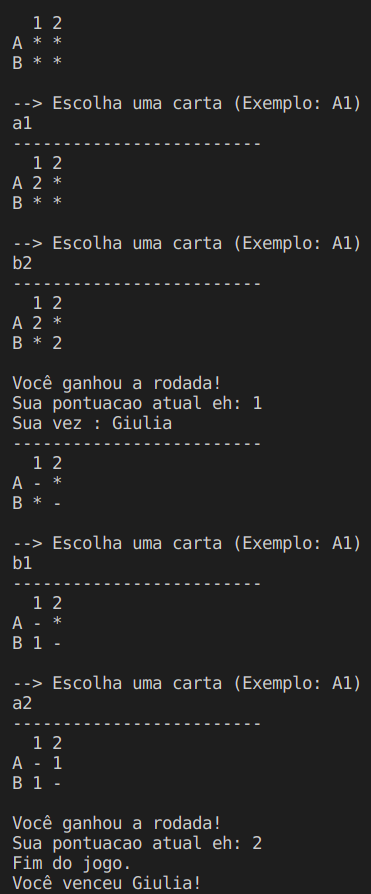 1 2
A * *
B * *

--> Escolha uma carta (Exemplo: A1)
a1
-------------------------
  1 2
A 2 *
B * *

--> Escolha uma carta (Exemplo: A1)
b2
-------------------------
  1 2
A 2 *
B * 2

Você ganhou a rodada!
Sua pontuacao atual eh: 1
Sua vez : Giulia
-------------------------
  1 2
A - *
B * -

--> Escolha uma carta (Exemplo: A1)
b1
-------------------------
  1 2
A - *
B 1 -

--> Escolha uma carta (Exemplo: A1)
a2
-------------------------
  1 2
A - 1
B 1 -

Você ganhou a rodada!
Sua pontuacao atual eh: 2
Fim do jogo.
Você venceu Giulia!